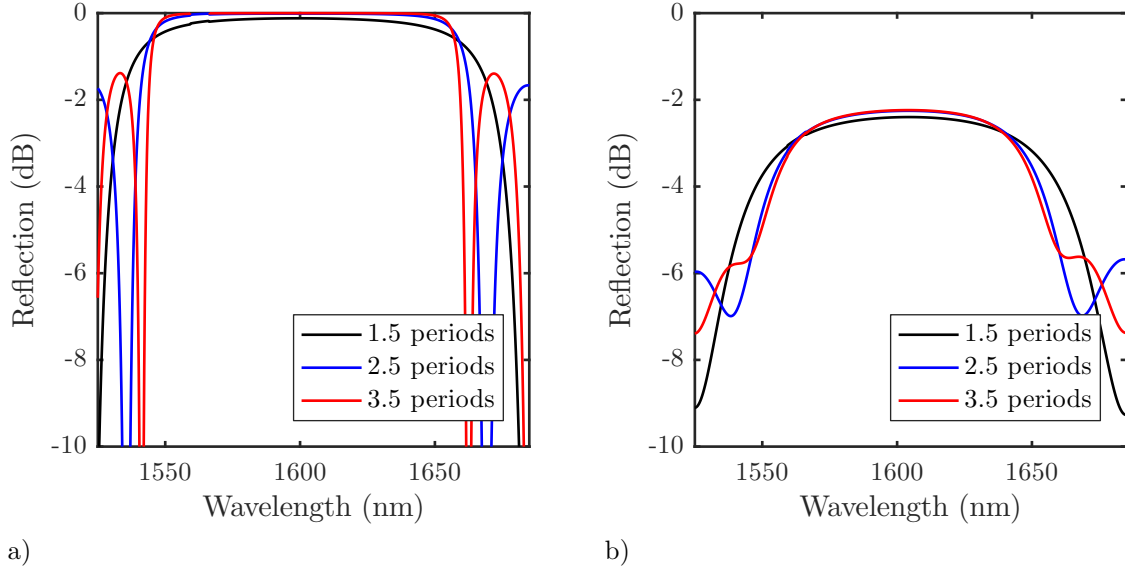 0
-2
-4
-6
-8
-10
Reflection (dB)
1550
1600
1650
Wavelength (nm)
1.5 periods
2.5 periods
3.5 periods
a)
0
-2
-4
-6
-8
-10
Reflection (dB)
1550
1600
1650
Wavelength (nm)
1.5 periods
2.5 periods
3.5 periods
b)